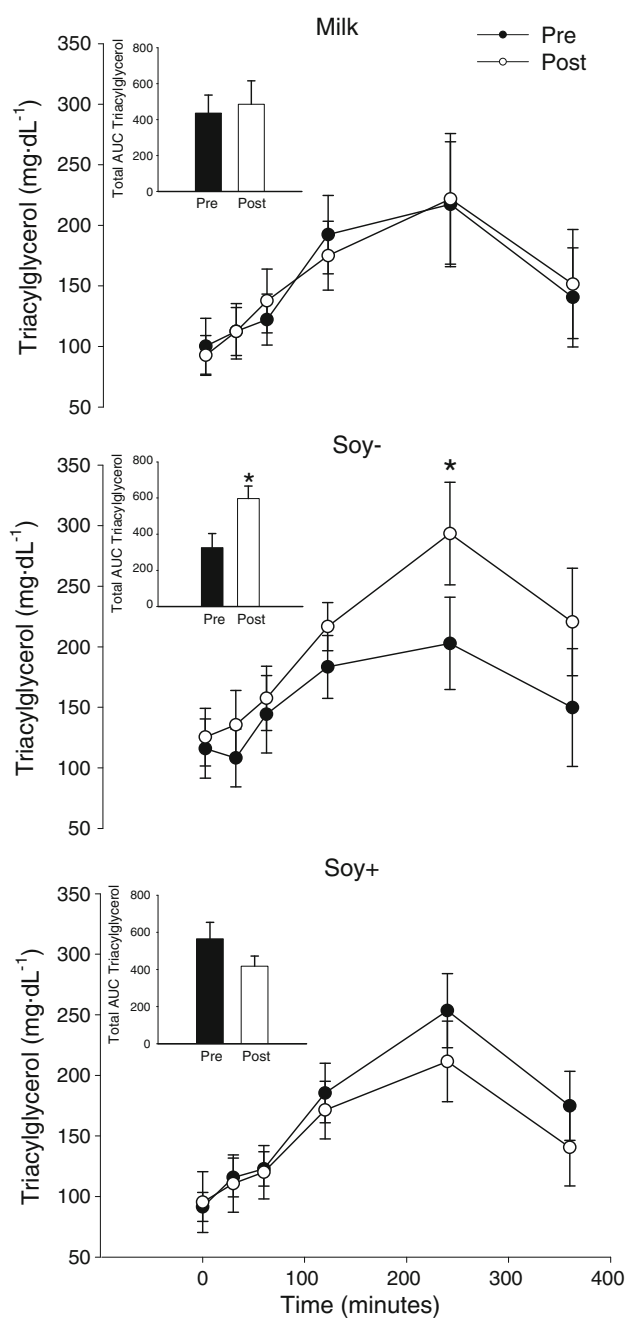 Milk
Pre
Post
Triacylglycerol (mg·dL⁻¹)
350
300
250
200
150
100
50
Total AUC Triacylglycerol
800
600
400
200
0
Pre Post
Soy-
Triacylglycerol (mg·dL⁻¹)
350
300
250
200
150
100
50
*
Total AUC Triacylglycerol
800
600
400
200
0
*
Pre Post
Soy+
Triacylglycerol (mg·dL⁻¹)
350
300
250
200
150
100
50
Total AUC Triacylglycerol
800
600
400
200
0
Pre Post
0 100 200 300 400
Time (minutes)